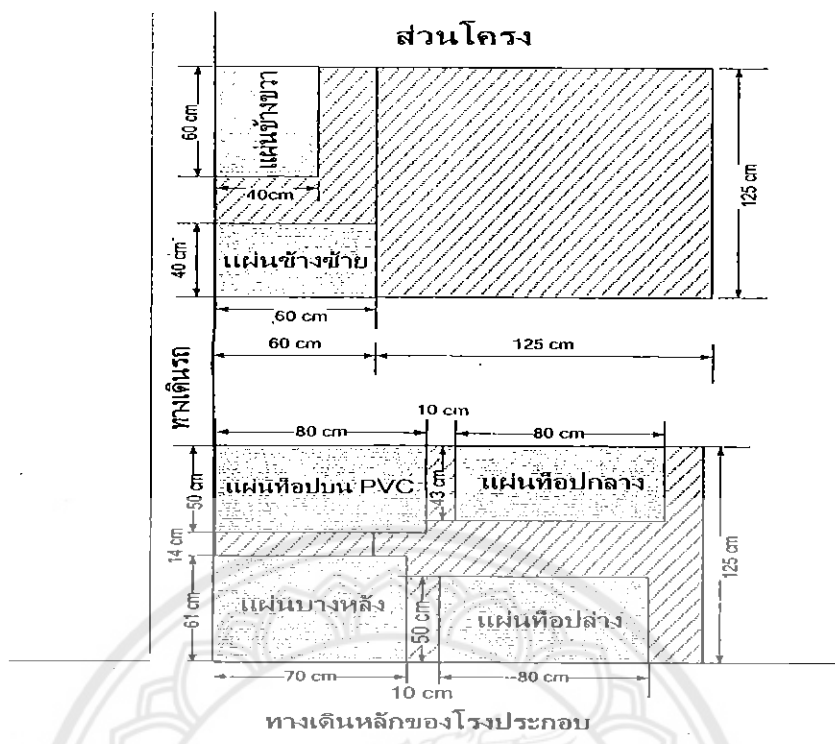 ส่วนโครง
60 cm
แผ่นข้างขวา
40cm
125 cm
40 cm
แผ่นช้างซ้าย
60 cm
60 cm
125 cm
ทางเดินรถ
10 cm
80 cm
80 cm
50 cm
แผ่นท็อปบน PVC
43 cm
แผ่นท็อปกลาง
14 cm
125 cm
61 cm
แผ่นบางหลัง
50 cm
แผ่นท็อปล่าง
70 cm
10 cm
80 cm
ทางเดินหลักของโรงประกอบ